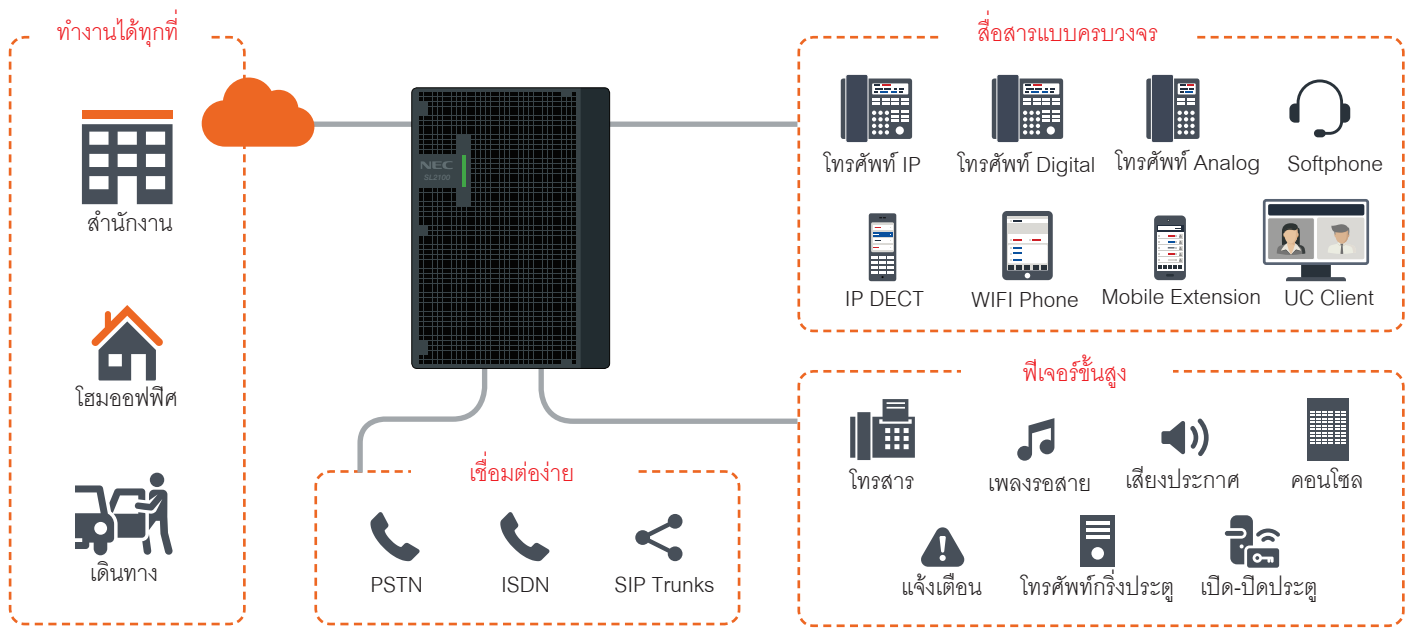 ทำงานได้ทุกที่
สำนักงาน
โฮมออฟฟิศ
เดินทาง
NEC
SL2100
สื่อสารแบบครบวงจร
โทรศัพท์ IP
โทรศัพท์ Digital
โทรศัพท์ Analog
Softphone
IP DECT
WIFI Phone
Mobile Extension
UC Client
เชื่อมต่อง่าย
PSTN
ISDN
SIP Trunks
ฟีเจอร์ขั้นสูง
โทรสาร
เพลงรอสาย
เสียงประกาศ
คอนโซล
แจ้งเตือน
โทรศัพท์กริ่งประตู
เปิด-ปิดประตู